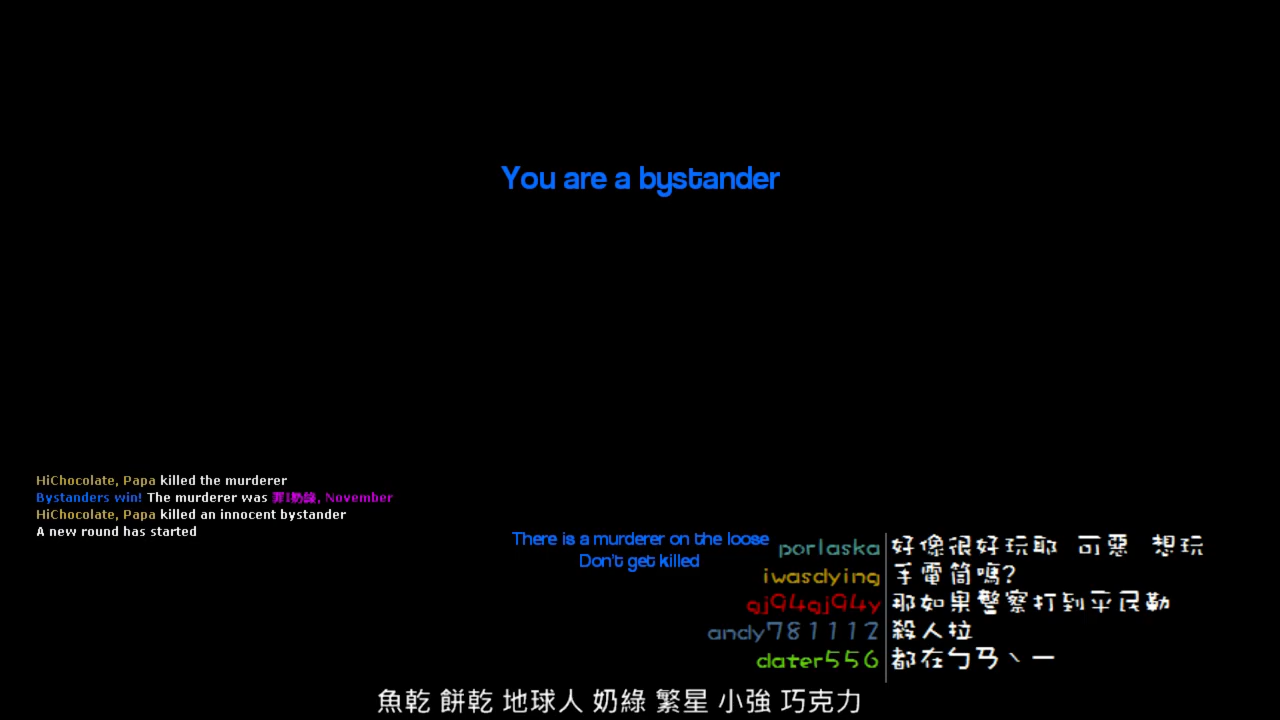 You are a bystander
HiChocolate, Papa killed the murderer
Bystanders win! The murderer was , November
HiChocolate, Papa killed an innocent bystander
A new round has started
There is a murderer on the loose
Don't get killed
porlaska 好像很好玩耶 可惡 想玩
iwasdying 手電筒嗎?
gj94gj94y 那如果警察打到平民勒
andy781112 殺人拉
dater556 都在ㄅㄢˋ一
魚乾 餅乾 地球人 奶綠 繁星 小強 巧克力